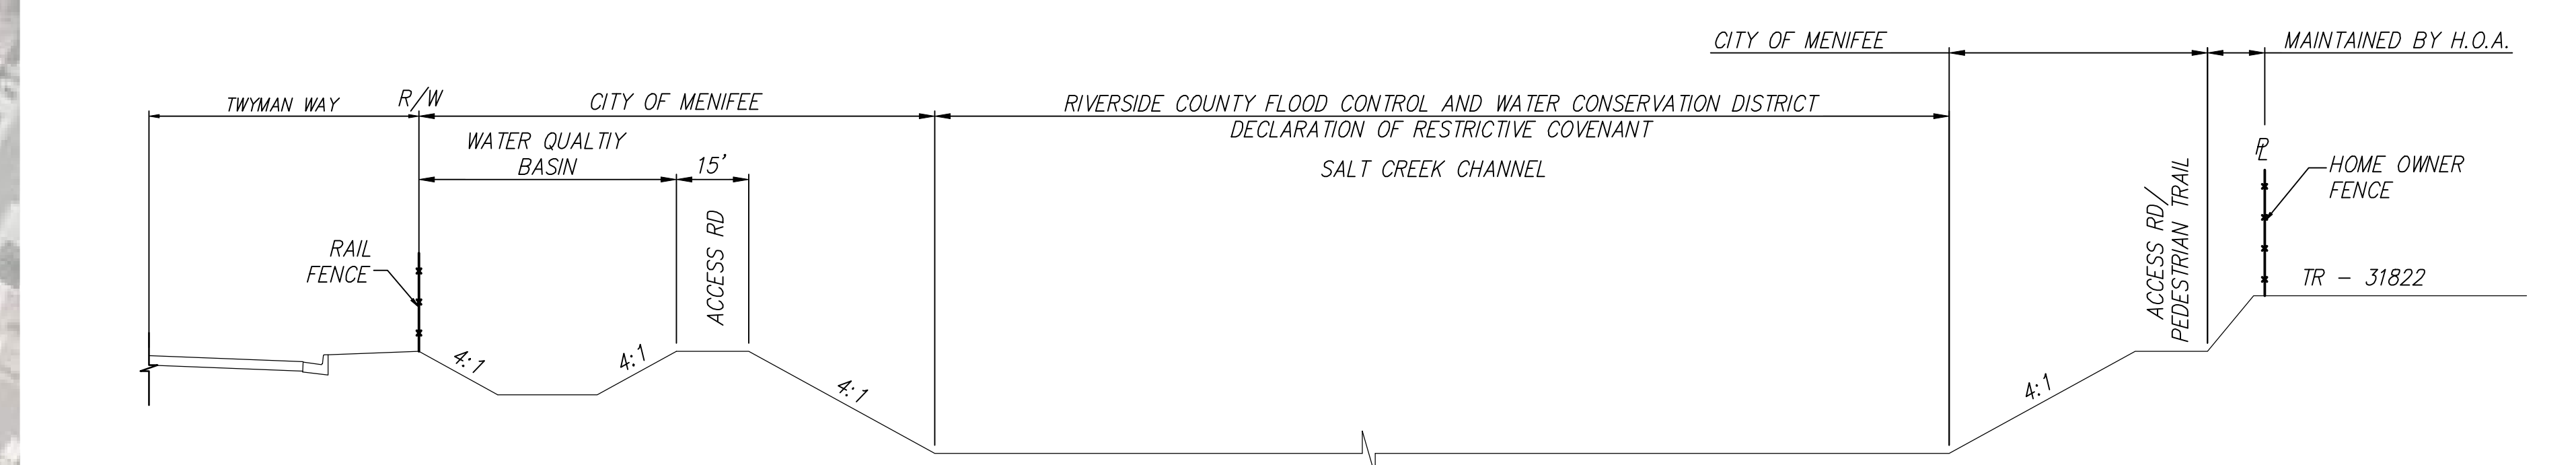 CITY OF MENIFEE
MAINTAINED BY H.O.A.
TWYMAN WAY
R/W
CITY OF MENIFEE
RIVERSIDE COUNTY FLOOD CONTROL AND WATER CONSERVATION DISTRICT
DECLARATION OF RESTRICTIVE COVENANT
SALT CREEK CHANNEL
WATER QUALTIY
BASIN
15'
ACCESS RD
RAIL
FENCE
4:1
4:1
4:1
4:1
ACCESS RD/
PEDESTRIAN TRAIL
PL
HOME OWNER
FENCE
TR - 31822